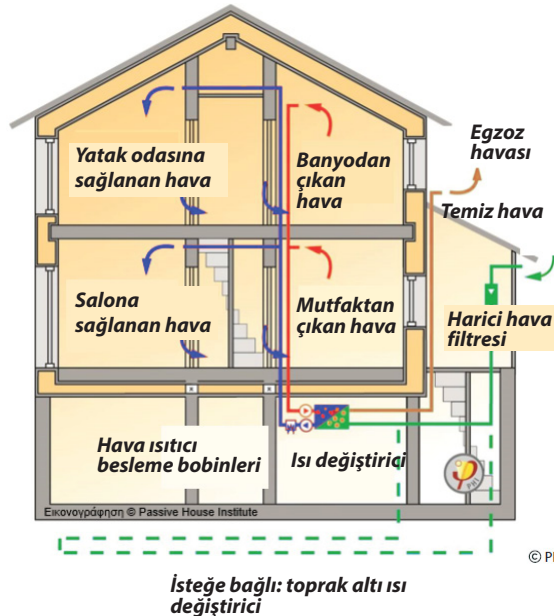 Egzoz
havası
Yatak odasına
sağlanan hava
Banyodan
çıkan
hava
Temiz hava
Salona
sağlanan hava
Mutfaktan
çıkan hava
Harici hava
filtresi
Hava ısıtıcı
besleme bobinleri
Isı değiştirici
PHI
Εικονογράφηση © Passive House Institute
©
İsteğe bağlı: toprak altı ısı
değiştirici